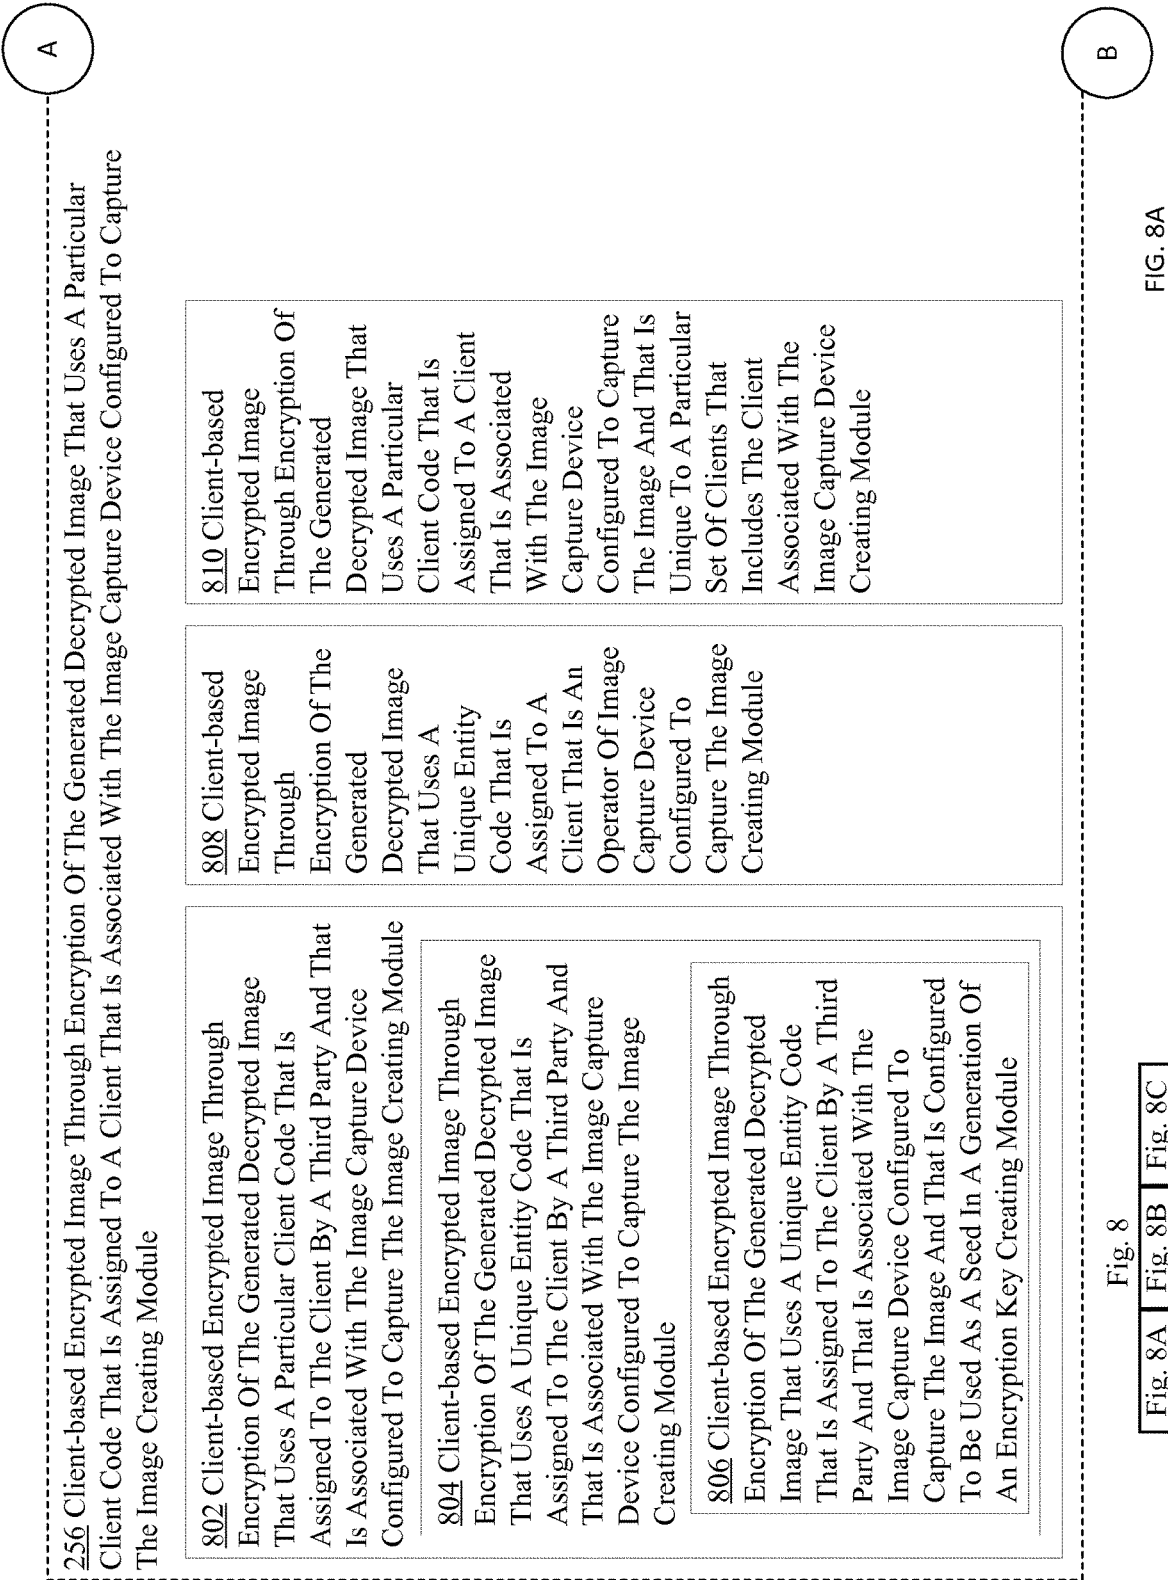 256 Client-based Encrypted Image Through Encryption Of The Generated Decrypted Image That Uses A Particular
Client Code That Is Assigned To A Client That Is Associated With The Image Capture Device Configured To Capture
The Image Creating Module
A
802 Client-based Encrypted Image Through
Encryption Of The Generated Decrypted Image
That Uses A Particular Client Code That Is
Assigned To The Client By A Third Party And That
Is Associated With The Image Capture Device
Configured To Capture The Image Creating Module
804 Client-based Encrypted Image Through
Encryption Of The Generated Decrypted Image
That Uses A Unique Entity Code That Is
Assigned To The Client By A Third Party And
That Is Associated With The Image Capture
Device Configured To Capture The Image
Creating Module
806 Client-based Encrypted Image Through
Encryption Of The Generated Decrypted
Image That Uses A Unique Entity Code
That Is Assigned To The Client By A Third
Party And That Is Associated With The
Image Capture Device Configured To
Capture The Image And That Is Configured
To Be Used As A Seed In A Generation Of
An Encryption Key Creating Module
808 Client-based
Encrypted Image
Through
Encryption Of The
Generated
Decrypted Image
That Uses A
Unique Entity
Code That Is
Assigned To A
Client That Is An
Operator Of Image
Capture Device
Configured To
Capture The Image
Creating Module
810 Client-based
Encrypted Image
Through Encryption Of
The Generated
Decrypted Image That
Uses A Particular
Client Code That Is
Assigned To A Client
That Is Associated
With The Image
Capture Device
Configured To Capture
The Image And That Is
Unique To A Particular
Set Of Clients That
Includes The Client
Associated With The
Image Capture Device
Creating Module
B
Fig. 8
Fig. 8A Fig. 8B Fig. 8C
FIG. 8A